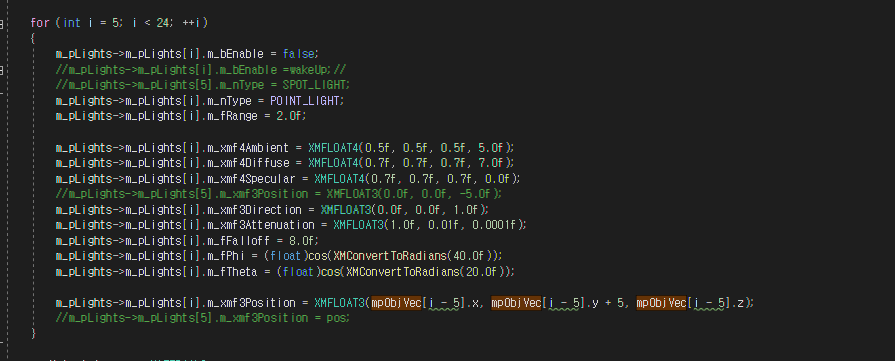 for (int i = 5; i < 24; ++i)
{
m_pLights->m_pLights[i].m_bEnable = false;
//m_pLights->m_pLights[i].m_bEnable =wakeUp;//
//m_pLights->m_pLights[5].m_nType = SPOT_LIGHT;
m_pLights->m_pLights[i].m_nType = POINT_LIGHT;
m_pLights->m_pLights[i].m_fRange = 2.0f;
m_pLights->m_pLights[i].m_xmf4Ambient = XMFLOAT4(0.5f, 0.5f, 0.5f, 5.0f);
m_pLights->m_pLights[i].m_xmf4Diffuse = XMFLOAT4(0.7f, 0.7f, 0.7f, 7.0f);
m_pLights->m_pLights[i].m_xmf4Specular = XMFLOAT4(0.7f, 0.7f, 0.7f, 0.0f);
//m_pLights->m_pLights[5].m_xmf3Position = XMFLOAT3(0.0f, 0.0f, -5.0f);
m_pLights->m_pLights[i].m_xmf3Direction = XMFLOAT3(0.0f, 0.0f, 1.0f);
m_pLights->m_pLights[i].m_xmf3Attenuation = XMFLOAT3(1.0f, 0.01f, 0.0001f);
m_pLights->m_pLights[i].m_fFalloff = 8.0f;
m_pLights->m_pLights[i].m_fPhi = (float)cos(XMConvertToRadians(40.0f));
m_pLights->m_pLights[i].m_fTheta = (float)cos(XMConvertToRadians(20.0f));
m_pLights->m_pLights[i].m_xmf3Position = XMFLOAT3(mpObjVec[i - 5].x, mpObjVec[i - 5].y + 5, mpObjVec[i - 5].z);
//m_pLights->m_pLights[5].m_xmf3Position = pos;
}